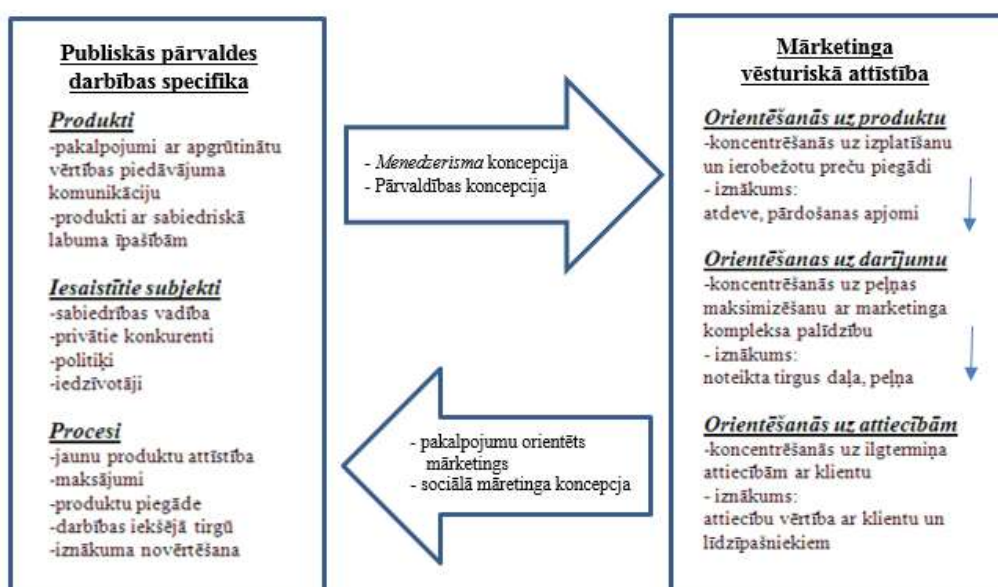 Publiskās pārvaldes
darbības specifika
Produkti
-pakalpojumi ar apgrūtinātu
vērtības piedāvājuma
komunikāciju
-produkti ar sabiedriskā
labuma īpašībām
Iesaistītie subjekti
-sabiedrības vadība
-privātie konkurenti
-politiķi
-iedzīvotāji
Procesi
-jaunu produktu attīstība
-maksājumi
-produktu piegāde
-darbības iekšējā tirgū
-iznākuma novērtēšana
- Menedzerisma koncepcija
- Pārvaldības koncepcija
- pakalpojumu orientēts
mārketings
- sociālā māretinga koncepcja
Mārketinga
vēsturiskā attīstība
Orientēšanās uz produktu
-koncentrēšanās uz izplatīšanu
un ierobežotu preču piegādi
- iznākums:
atdeve, pārdošanas apjomi
Orientēšanas uz darījumu
-koncentrēšanās uz peļņas
maksimizēšanu ar marketinga
kompleksa palīdzību
- iznākums:
noteikta tirgus daļa, peļņa
Orientēšanās uz attiecībām
-koncentrēšanās uz ilgtermiņa
attiecībām ar klientu
- iznākums:
attiecību vērtība ar klientu un
līdzīpašniekiem